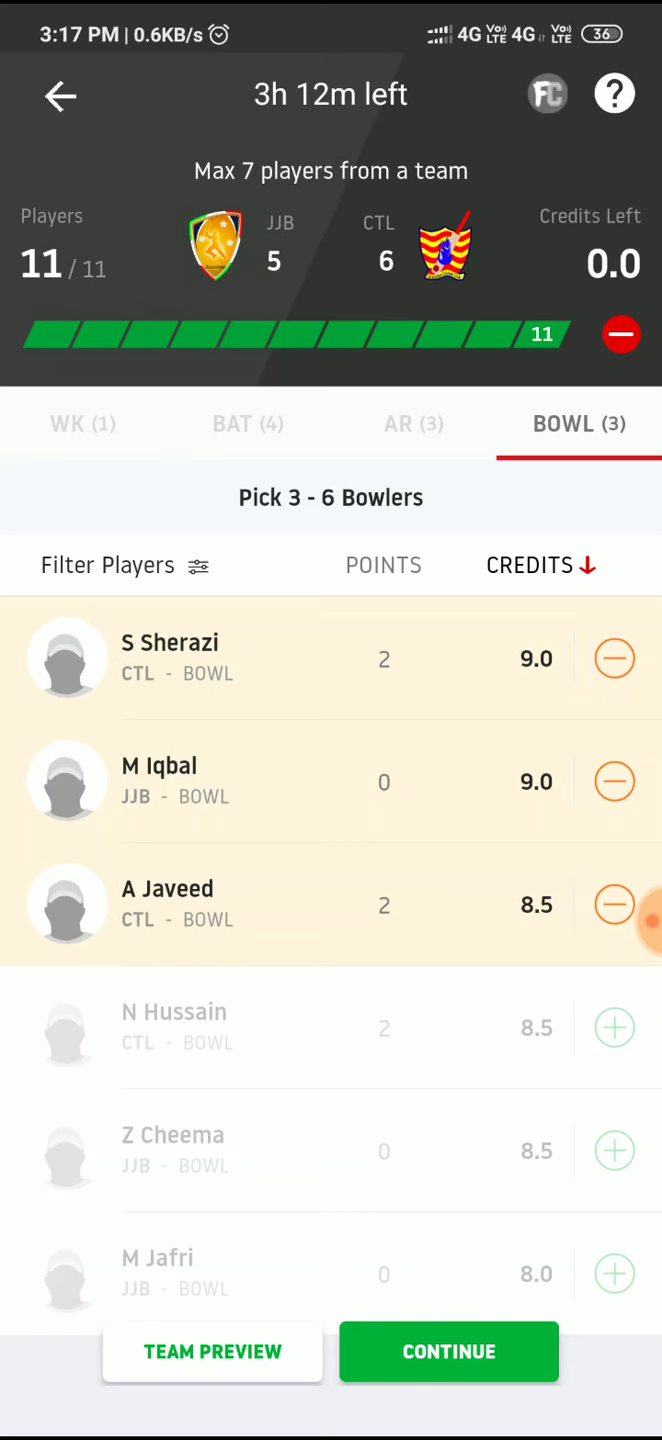 3:17 PM | 0.6KB/s 4G VoLTE 4G VoLTE 36
3h 12m left FC ?
Max 7 players from a team
Players JJB CTL Credits Left
11 / 11 5 6 0.0
11
WK (1) BAT (4) AR (3) BOWL (3)
Pick 3 - 6 Bowlers
Filter Players POINTS CREDITS
S Sherazi
CTL - BOWL 2 9.0
M Iqbal
JJB - BOWL 0 9.0
A Javeed
CTL - BOWL 2 8.5
N Hussain
CTL - BOWL 2 8.5
Z Cheema
JJB - BOWL 0 8.5
M Jafri
JJB - BOWL 0 8.0
TEAM PREVIEW CONTINUE